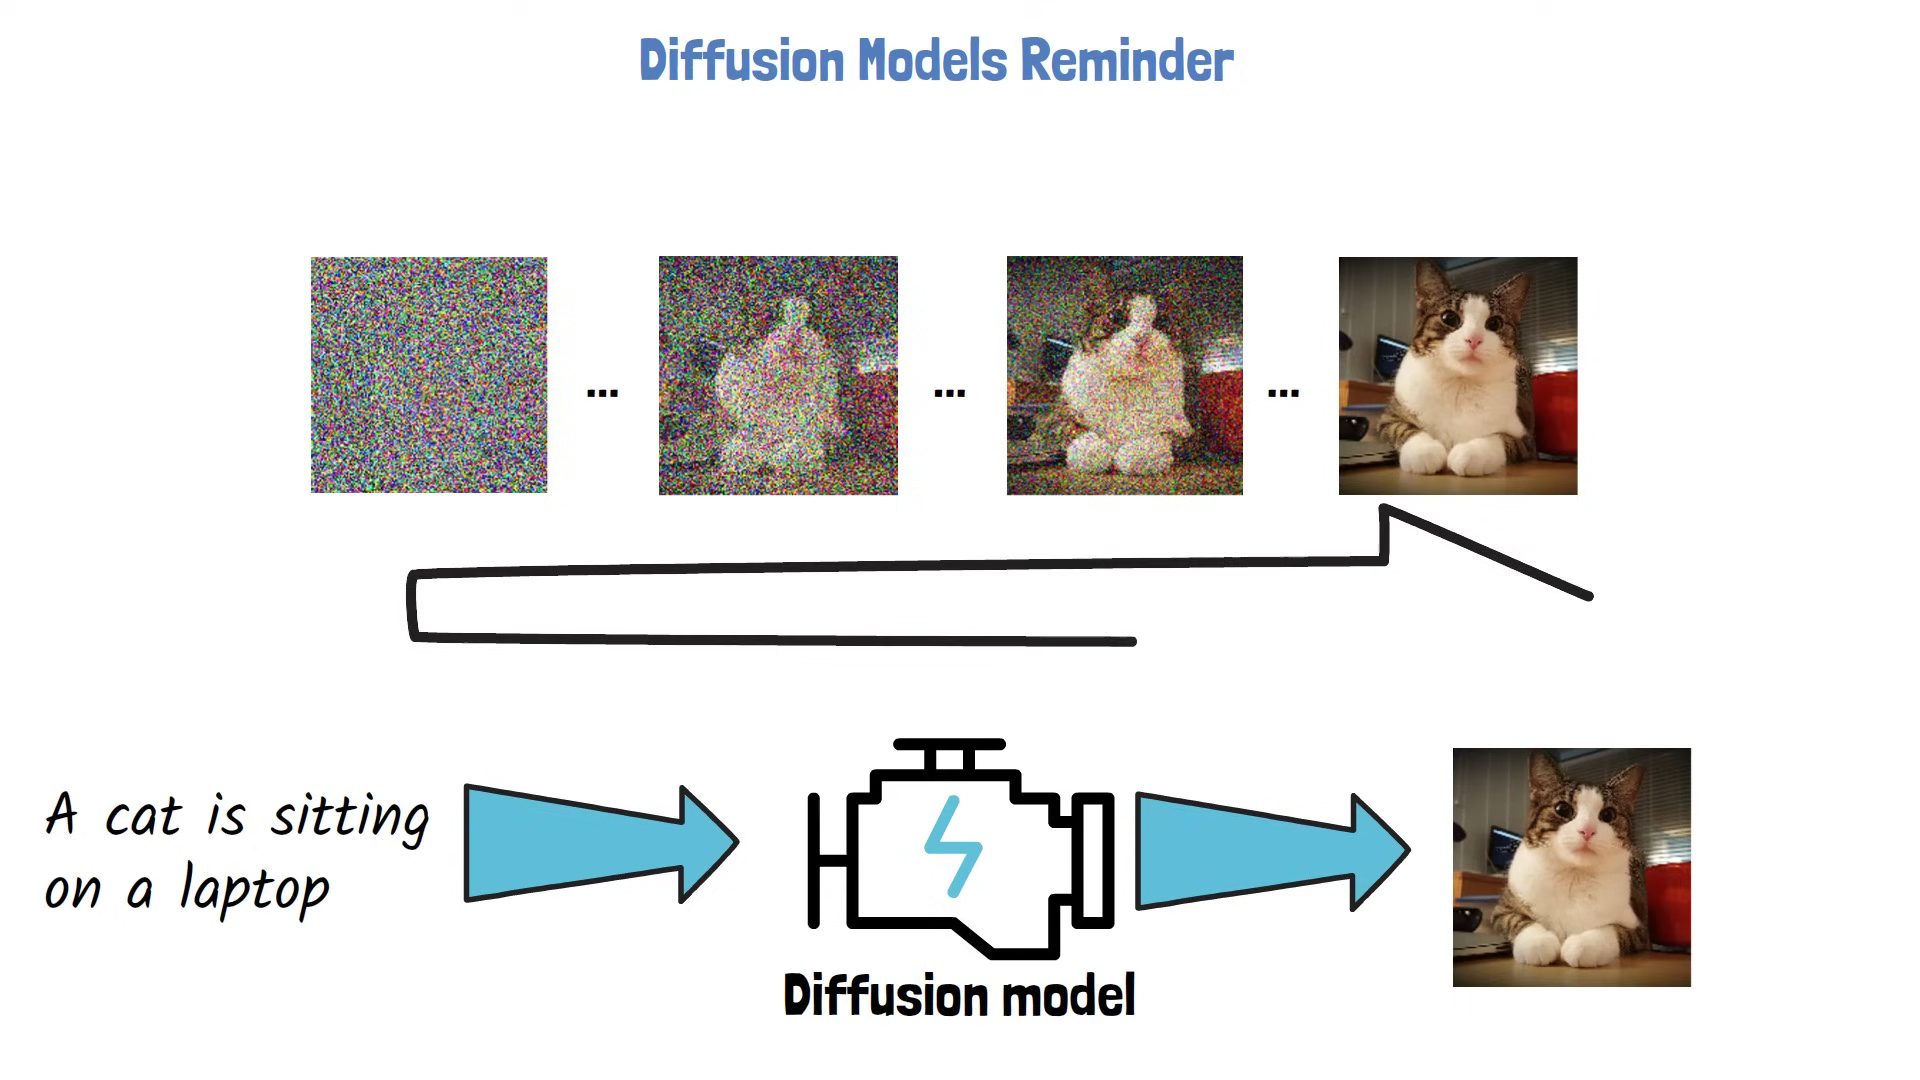 Diffusion Models Reminder
... ... ...
A cat is sitting
on a laptop
Diffusion model